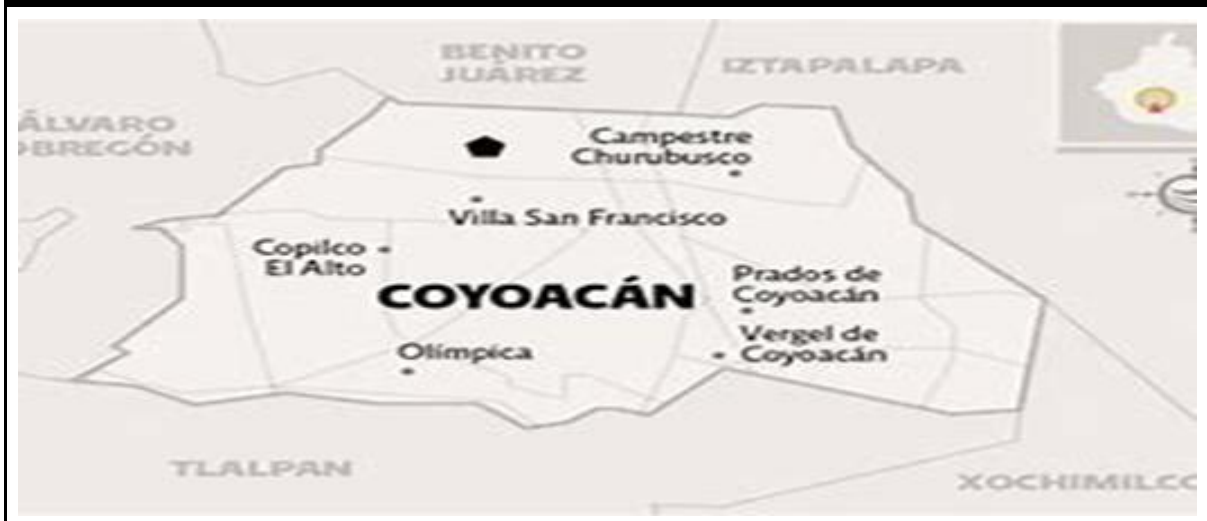 BENITO
JUÁREZ
IZTAPALAPA
ÁLVARO
OBREGÓN
Campestre
Churubusco
Villa San Francisco
Copilco
El Alto
COYOACÁN
Prados de
Coyoacán
Vergel de
Coyoacán
Olímpica
TLALPAN
XOCHIMILCO